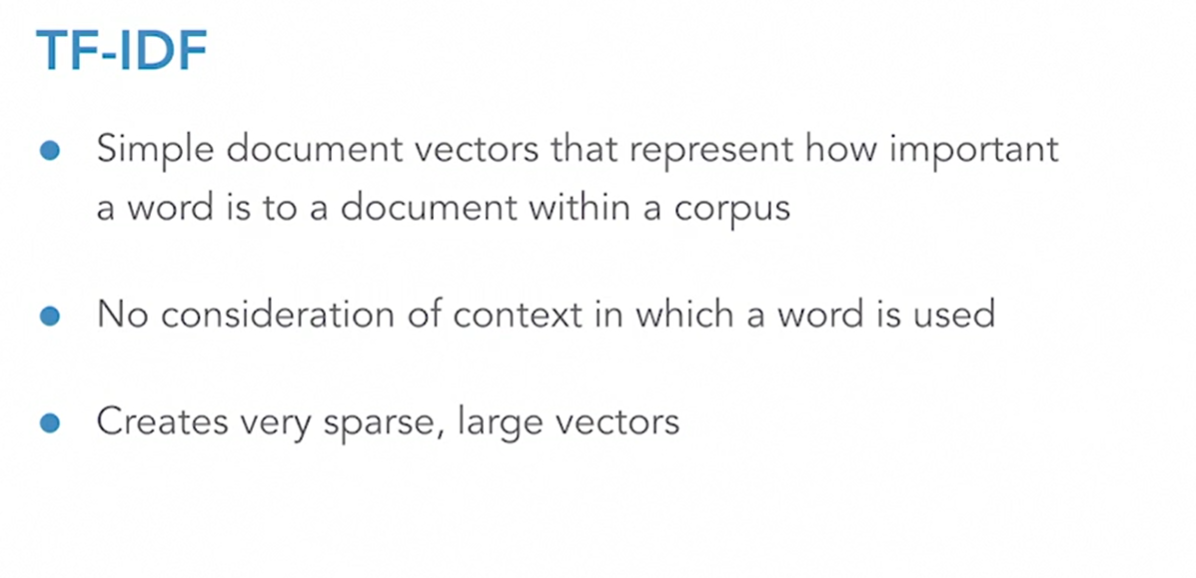 TF-IDF
Simple document vectors that represent how important
a word is to a document within a corpus
No consideration of context in which a word is used
Creates very sparse, large vectors